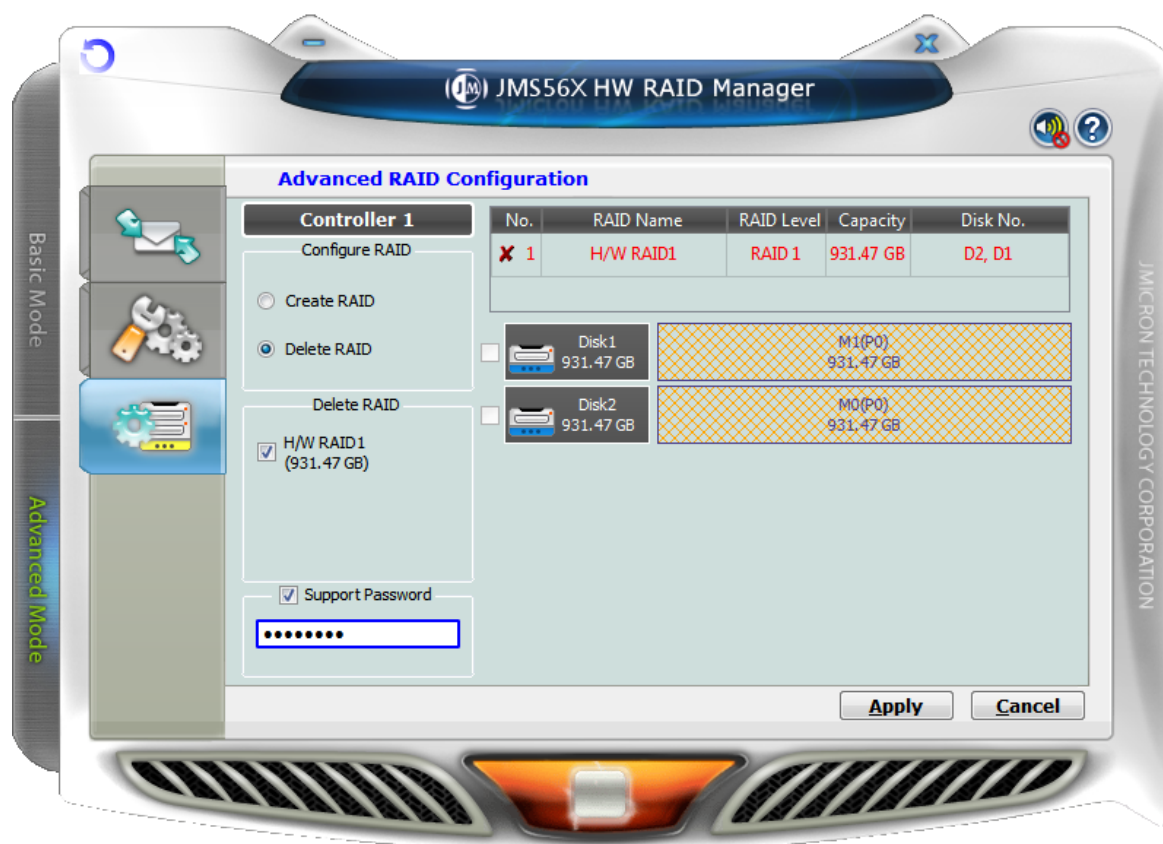 JMS56X HW RAID Manager
Advanced RAID Configuration
Basic Mode
Advanced Mode
Controller 1
Configure RAID
Create RAID
Delete RAID
Delete RAID
H/W RAID1
(931.47 GB)
Support Password
••••••••
No. RAID Name RAID Level Capacity Disk No.
1 H/W RAID1 RAID 1 931.47 GB D2, D1
Disk1
931.47 GB
M1(P0)
931.47 GB
Disk2
931.47 GB
M0(P0)
931.47 GB
Apply Cancel
JMICRON TECHNOLOGY CORPORATION